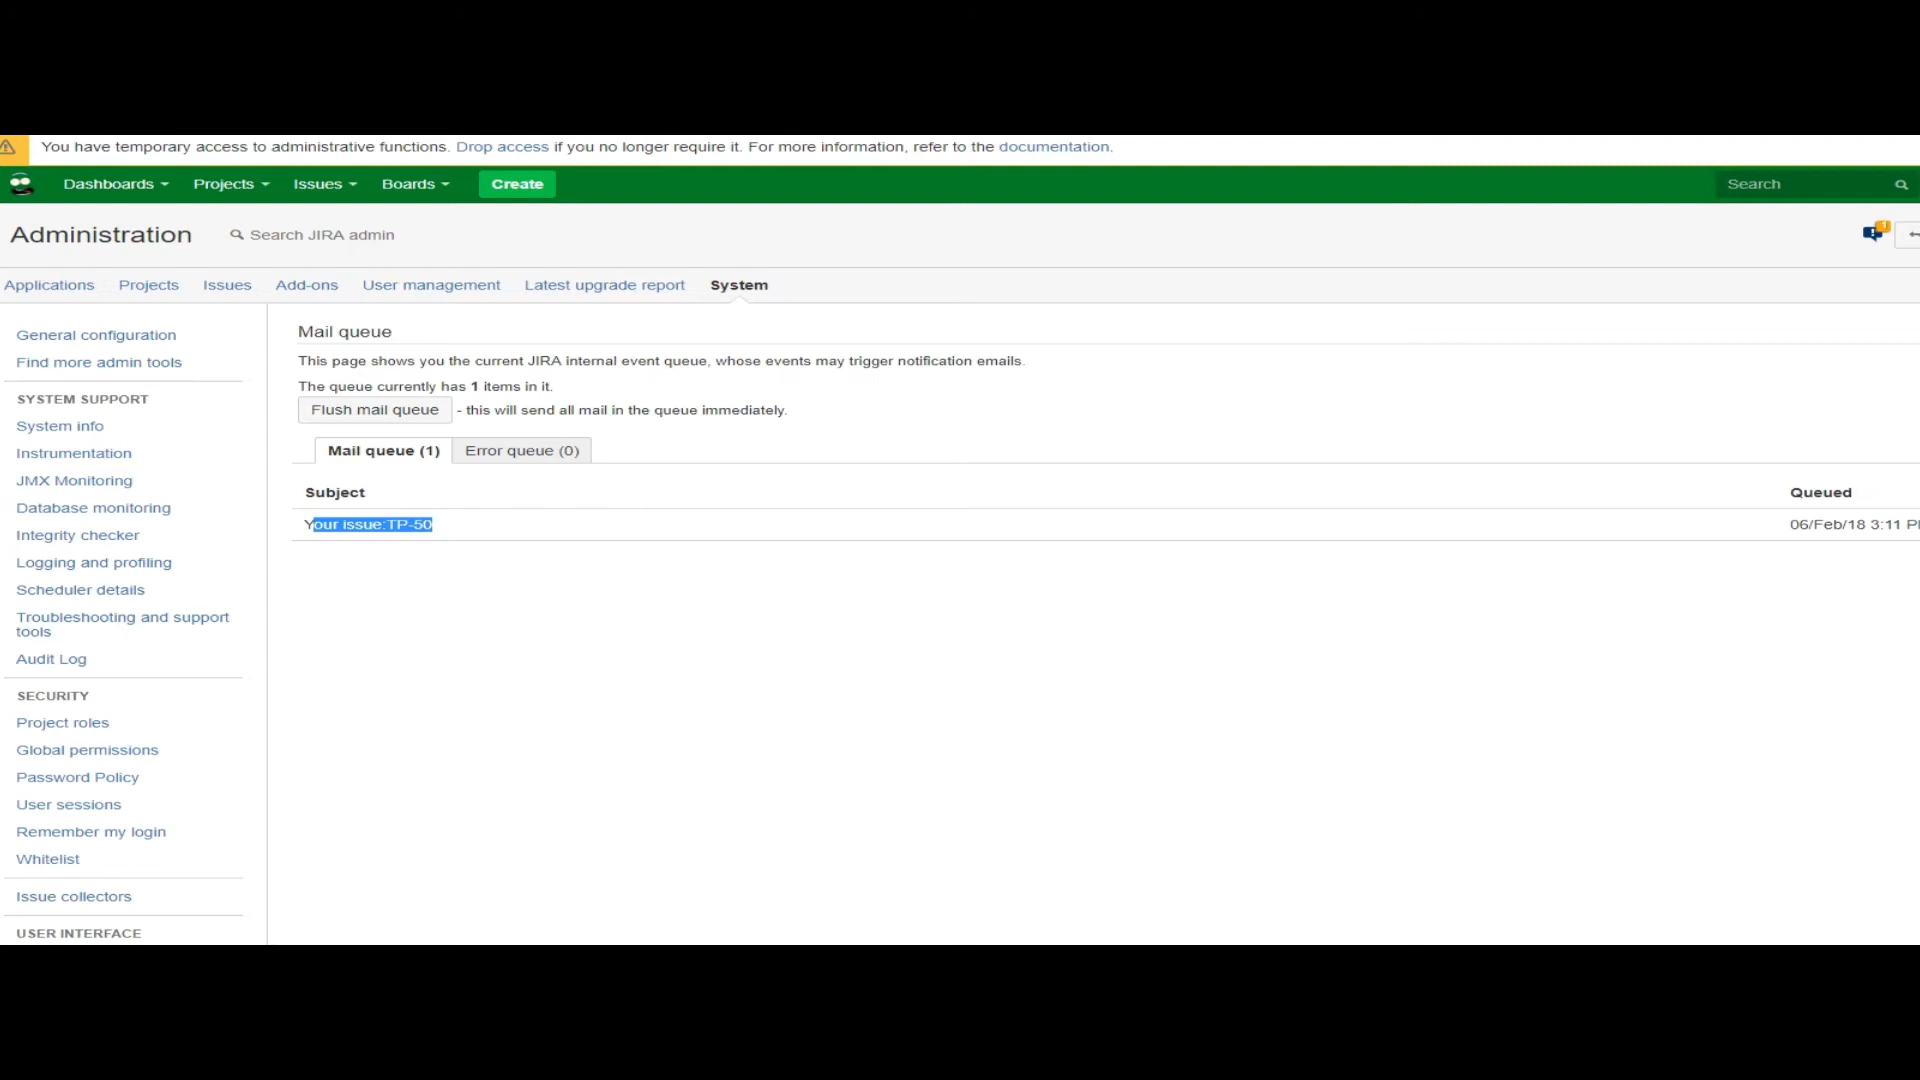 You have temporary access to administrative functions. Drop access if you no longer require it. For more information, refer to the documentation.
Dashboards Projects Issues Boards Create Search
Administration Search JIRA admin
1
Applications Projects Issues Add-ons User management Latest upgrade report System
General configuration
Find more admin tools
SYSTEM SUPPORT
System info
Instrumentation
JMX Monitoring
Database monitoring
Integrity checker
Logging and profiling
Scheduler details
Troubleshooting and support
tools
Audit Log
SECURITY
Project roles
Global permissions
Password Policy
User sessions
Remember my login
Whitelist
Issue collectors
USER INTERFACE
Mail queue
This page shows you the current JIRA internal event queue, whose events may trigger notification emails.
The queue currently has 1 items in it.
Flush mail queue - this will send all mail in the queue immediately.
Mail queue (1) Error queue (0)
Subject Queued
Your issue:TP-50 06/Feb/18 3:11 P